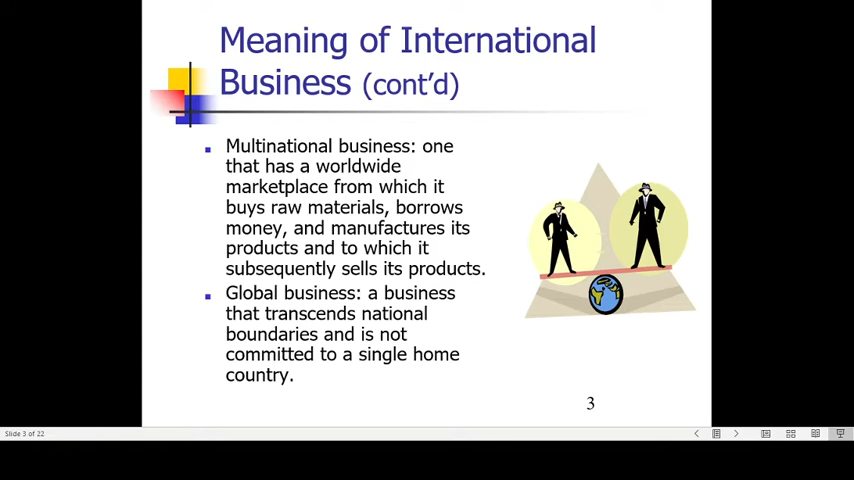 Meaning of International
Business (cont'd)
Multinational business: one
that has a worldwide
marketplace from which it
buys raw materials, borrows
money, and manufactures its
products and to which it
subsequently sells its products.
Global business: a business
that transcends national
boundaries and is not
committed to a single home
country.
3
Slide 3 of 22